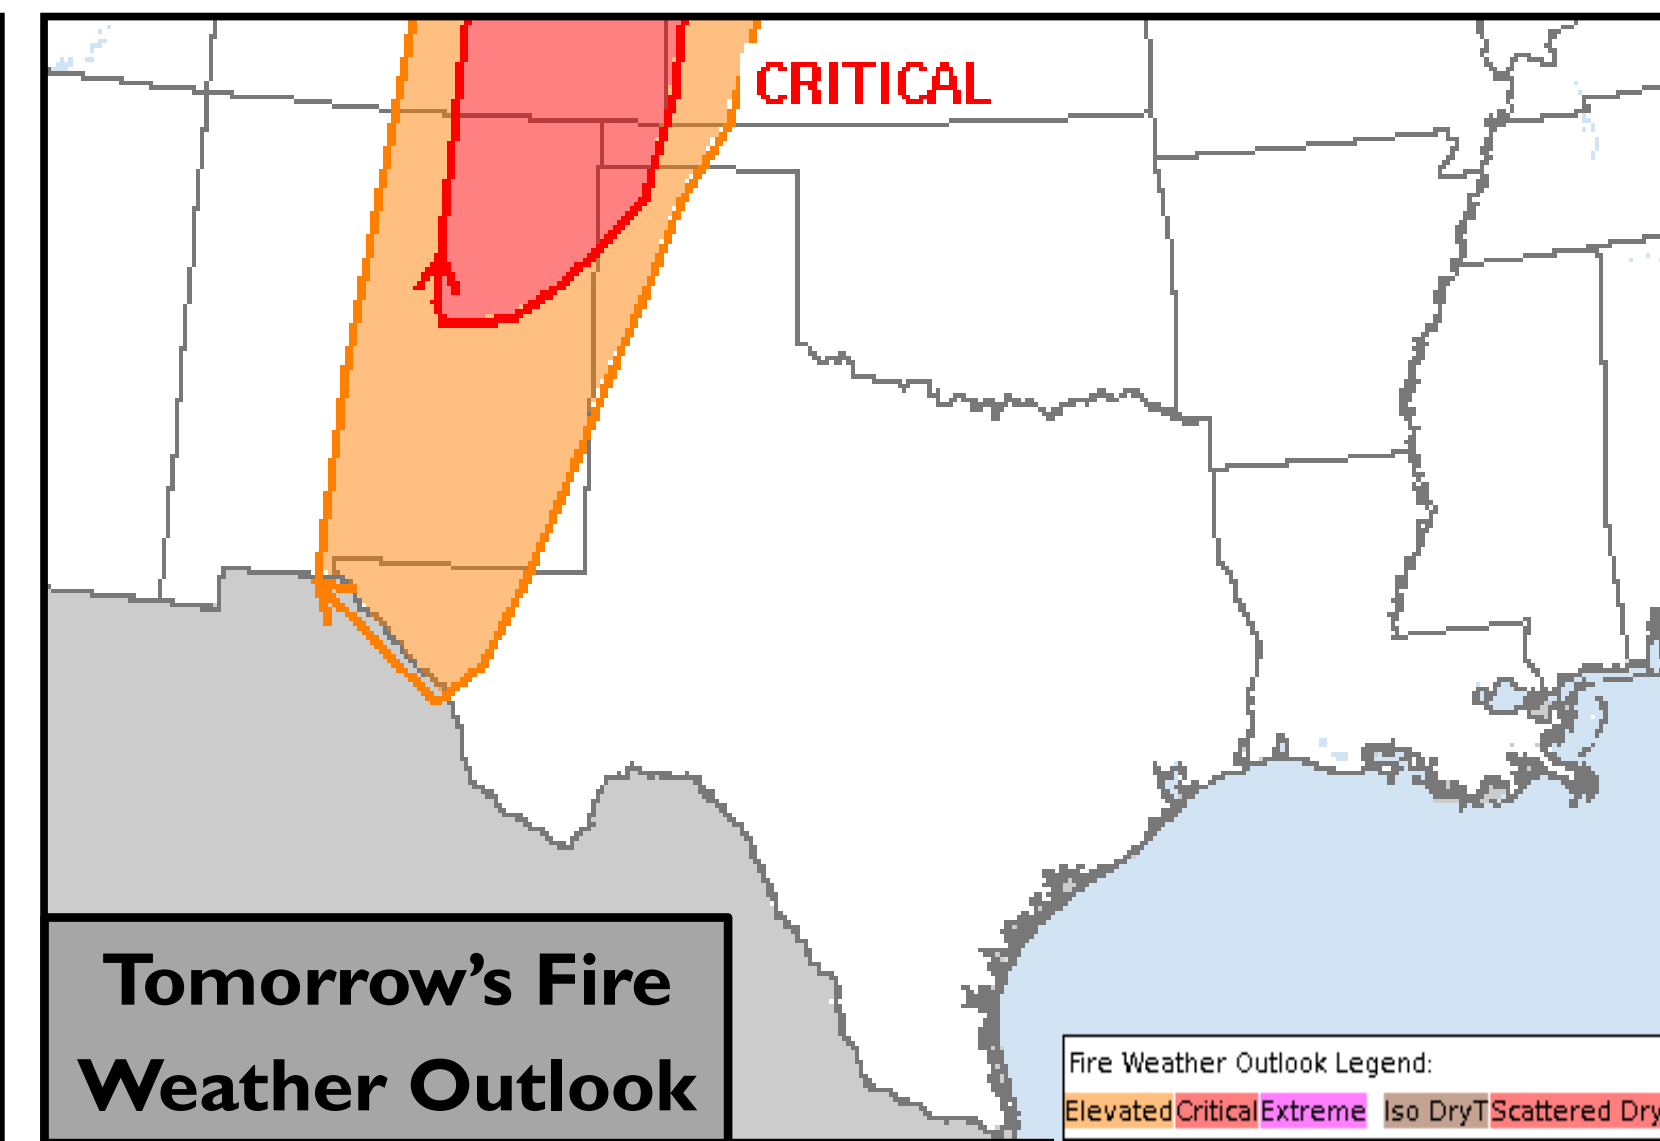 CRITICAL
Tomorrow's Fire
Weather Outlook
Fire Weather Outlook Legend:
Elevated Critical Extreme Iso DryT Scattered Dry